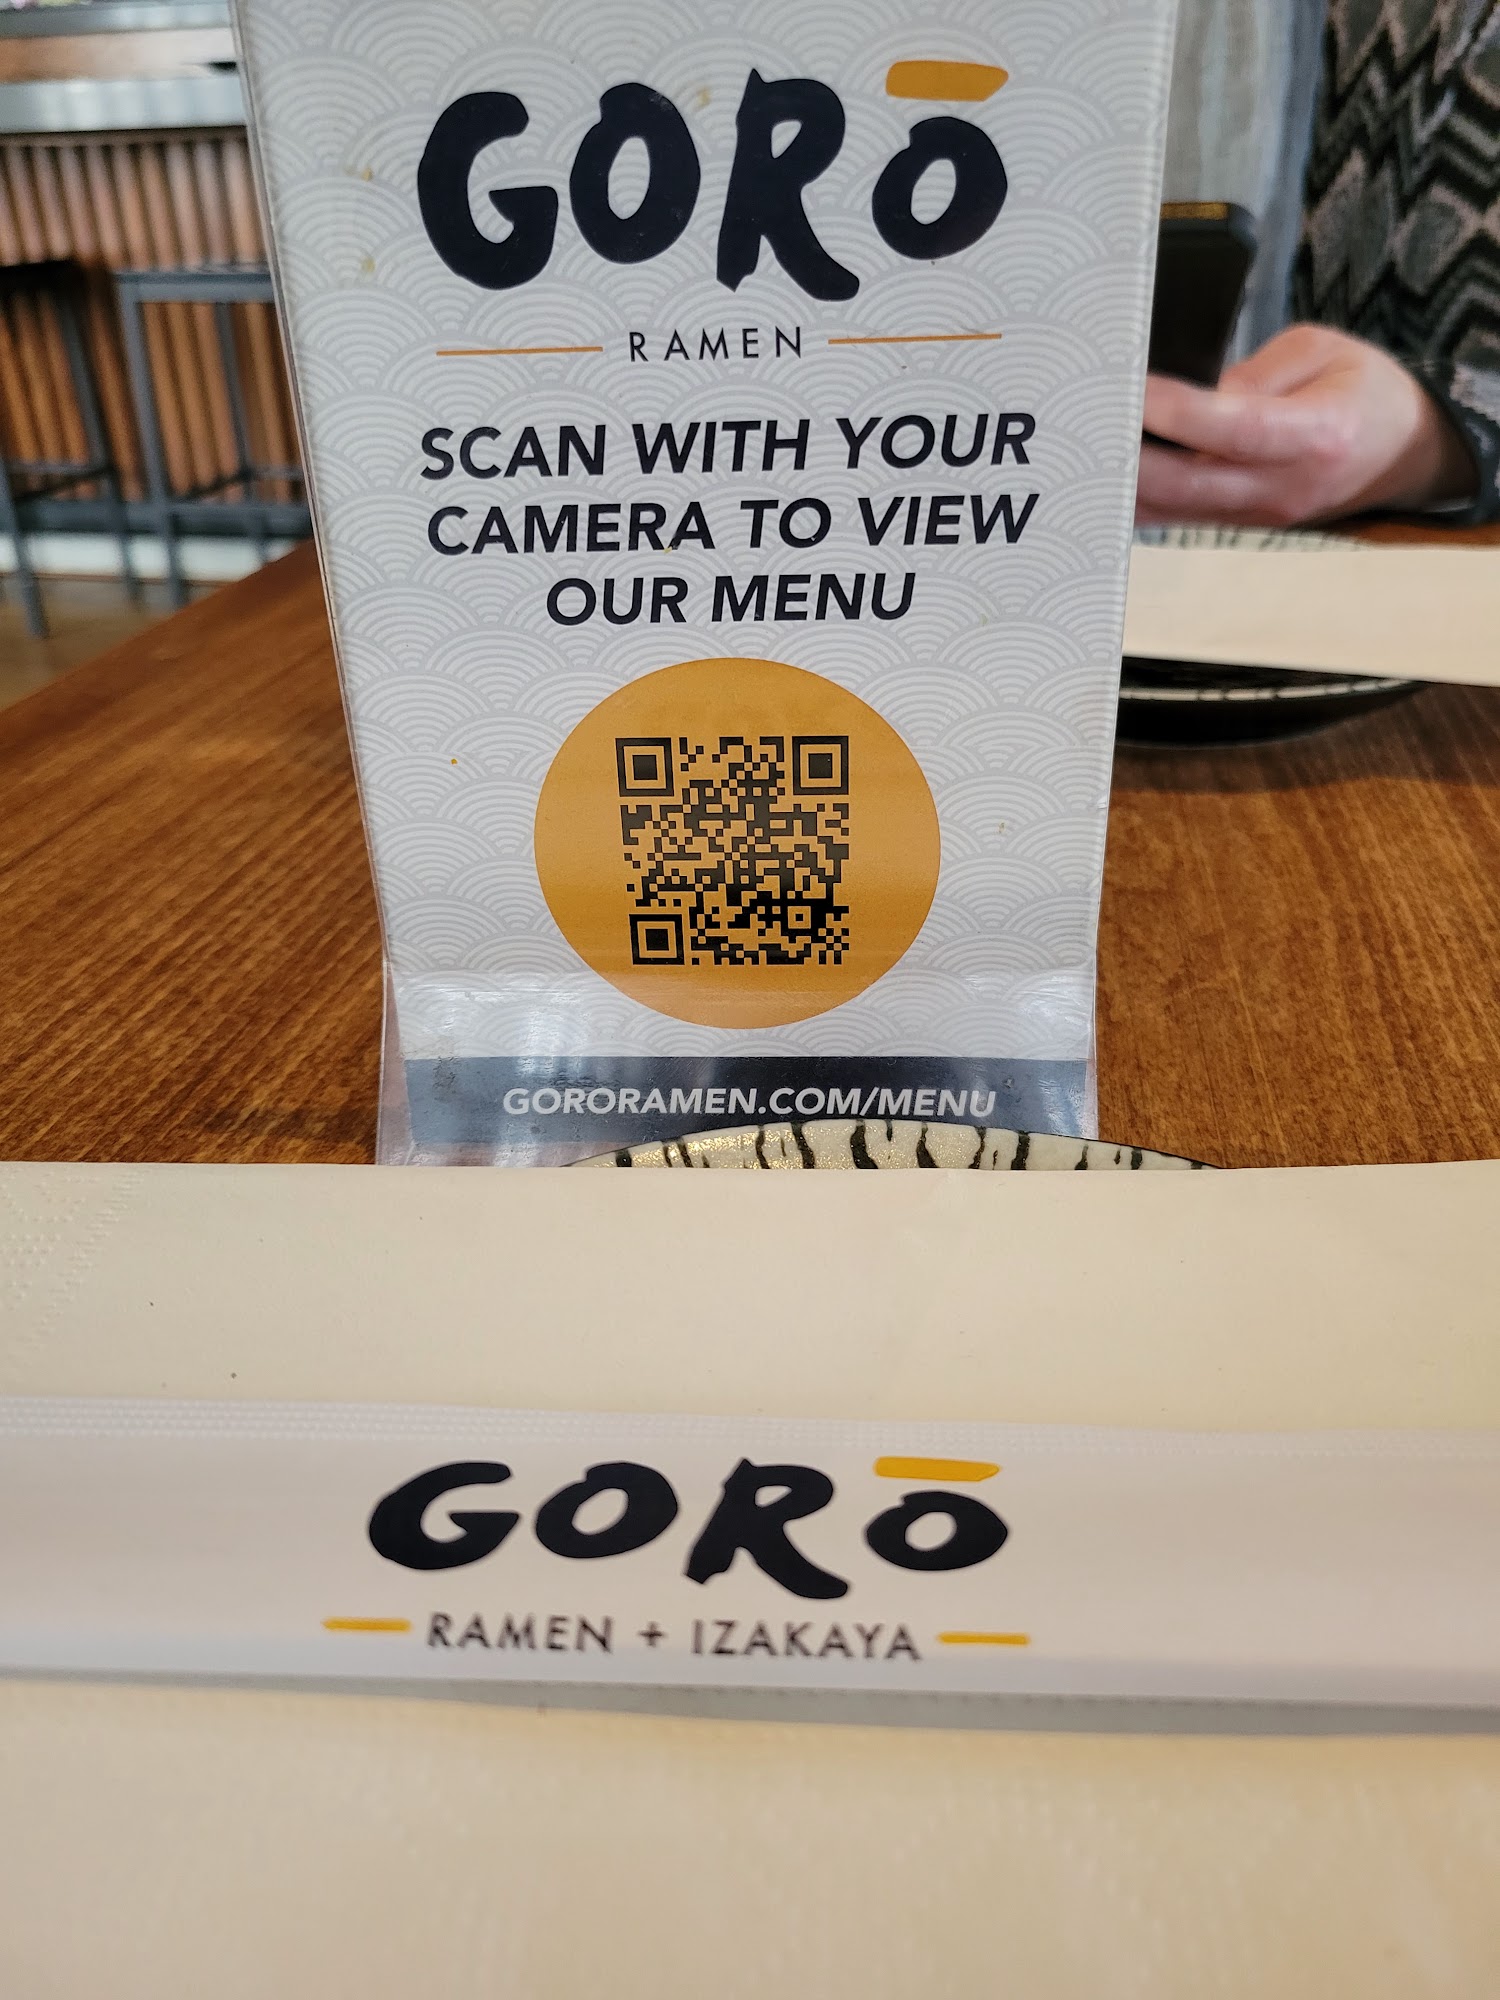 GORŌ
RAMEN
SCAN WITH YOUR
CAMERA TO VIEW
OUR MENU
GORORAMEN.COM/MENU
GORŌ
RAMEN + IZAKAYA